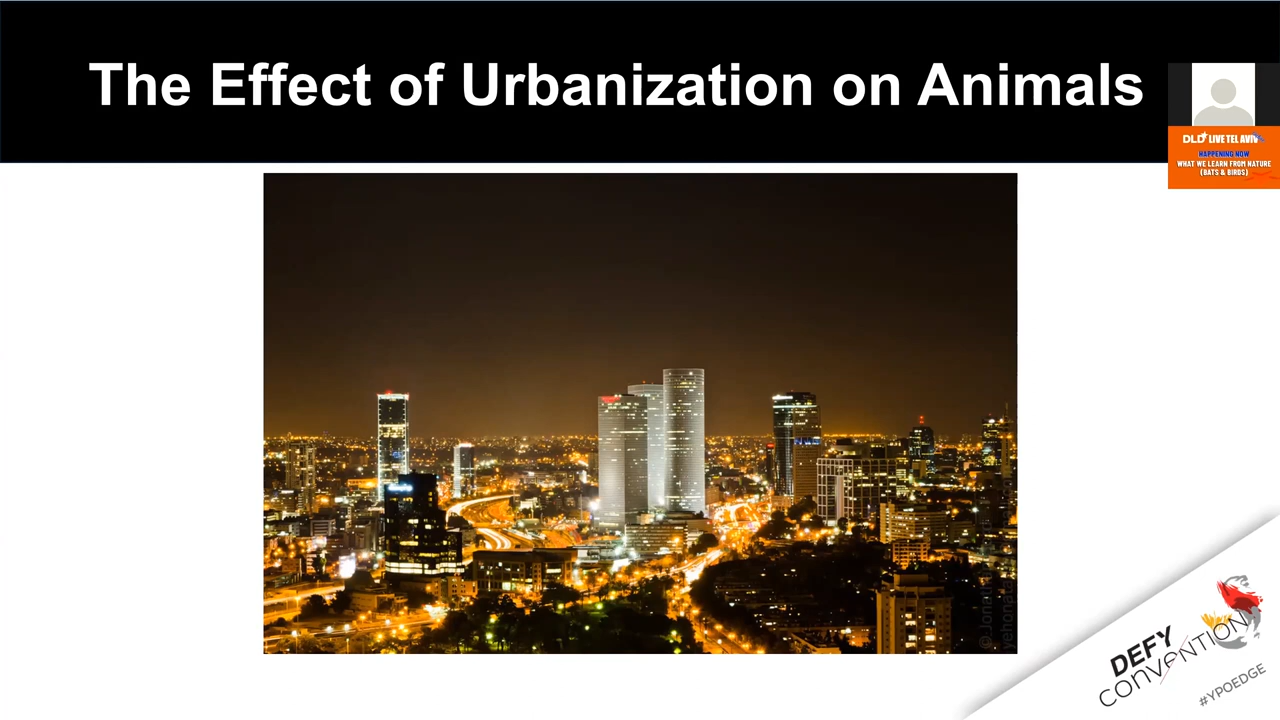 The Effect of Urbanization on Animals
DLD LIVE TEL AVIV
HAPPENING NOW
WHAT WE LEARN FROM NATURE
(BATS & BIRDS)
DEFY
CONVENTION
#YPOEDGE